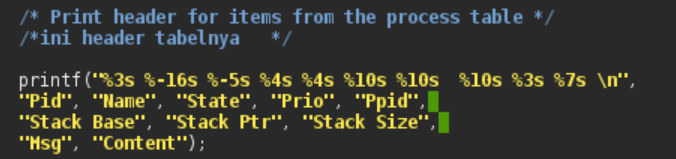 /* Print header for items from the process table */
/*ini header tabelnya   */
printf("%3s %-16s %-5s %4s %4s %10s %10s  %10s %3s %7s \n",
"Pid", "Name", "State", "Prio", "Ppid",
"Stack Base", "Stack Ptr", "Stack Size",
"Msg", "Content");